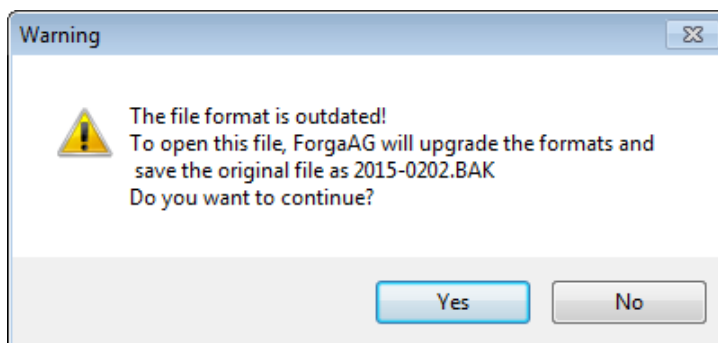 Warning
The file format is outdated!
To open this file, ForgaAG will upgrade the formats and
save the original file as 2015-0202.BAK
Do you want to continue?
Yes
No